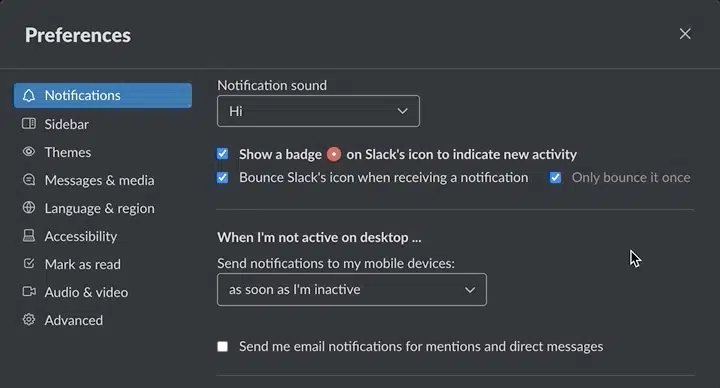 Preferences
Notifications
Sidebar
Themes
Messages & media
Language & region
Accessibility
Mark as read
Audio & video
Advanced
Notification sound
Hi
Show a badge on Slack's icon to indicate new activity
Bounce Slack's icon when receiving a notification Only bounce it once
When I'm not active on desktop ...
Send notifications to my mobile devices:
as soon as I'm inactive
Send me email notifications for mentions and direct messages